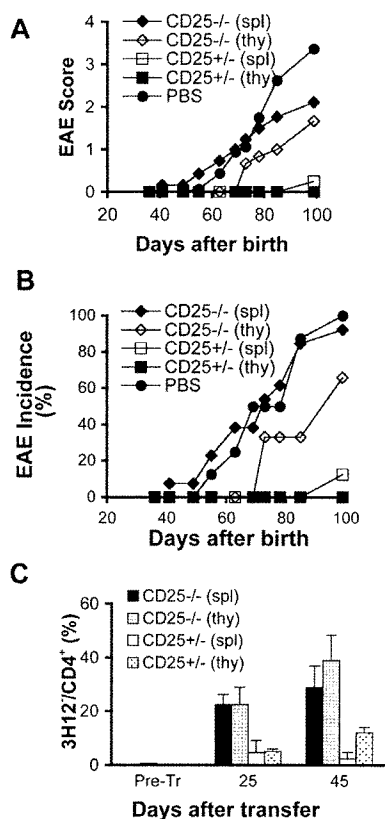 A
CD25-/- (spl)
CD25-/- (thy)
CD25+/- (spl)
CD25+/- (thy)
PBS
EAE Score
4
3
2
1
0
20 40 60 80 100
Days after birth
B
CD25-/- (spl)
CD25-/- (thy)
CD25+/- (spl)
CD25+/- (thy)
PBS
EAE Incidence (%)
100
80
60
40
20
0
20 40 60 80 100
Days after birth
C
CD25-/- (spl)
CD25-/- (thy)
CD25+/- (spl)
CD25+/- (thy)
3H12-/CD4+ (%)
60
40
20
0
Pre-Tr 25 45
Days after transfer